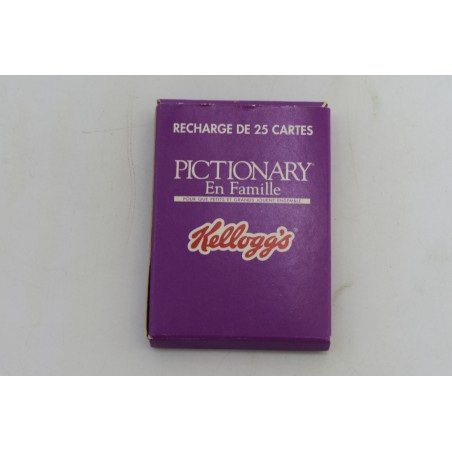 RECHARGE DE 25 CARTES
PICTIONARY
En Famille
POUR QUE PETITS ET GRANDS JOUENT ENSEMBLE
Kellogg's